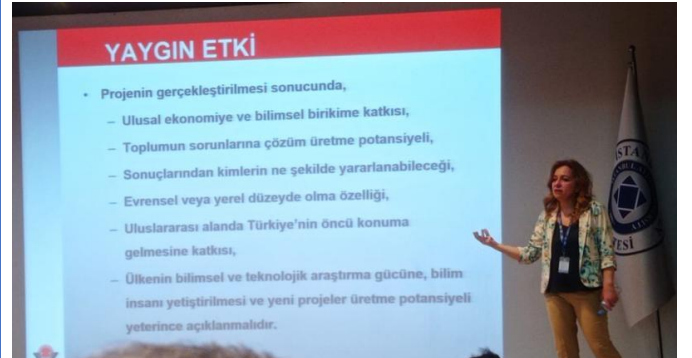 YAYGIN ETKİ
• Projenin gerçekleştirilmesi sonucunda,
– Ulusal ekonomiye ve bilimsel birikime katkısı,
– Toplumun sorunlarına çözüm üretme potansiyeli,
– Sonuçlarından kimlerin ne şekilde yararlanabileceği,
– Evrensel veya yerel düzeyde olma özelliği,
– Uluslararası alanda Türkiye'nin öncü konuma
gelmesine katkısı,
– Ülkenin bilimsel ve teknolojik araştırma gücüne, bilim
insanı yetiştirilmesi ve yeni projeler üretme potansiyeli
yeterince açıklanmalıdır.